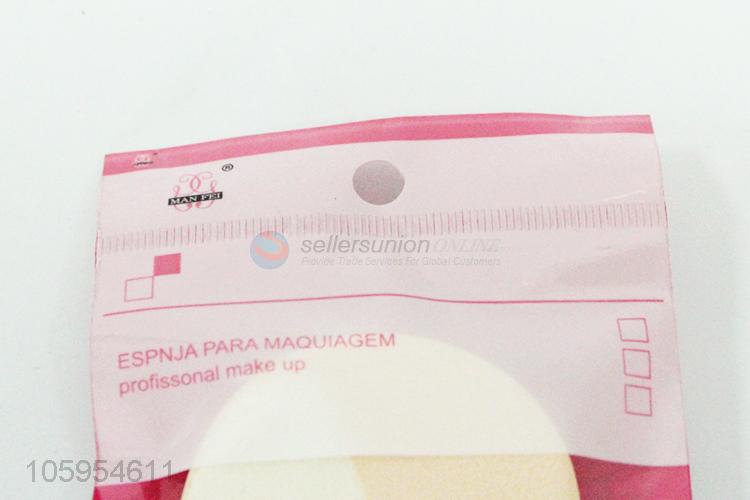 MAN FEI ®
sellersunion ONLINE
Provide Trade Services For Global Customers
ESPNJA PARA MAQUIAGEM
profissonal make up
105954611